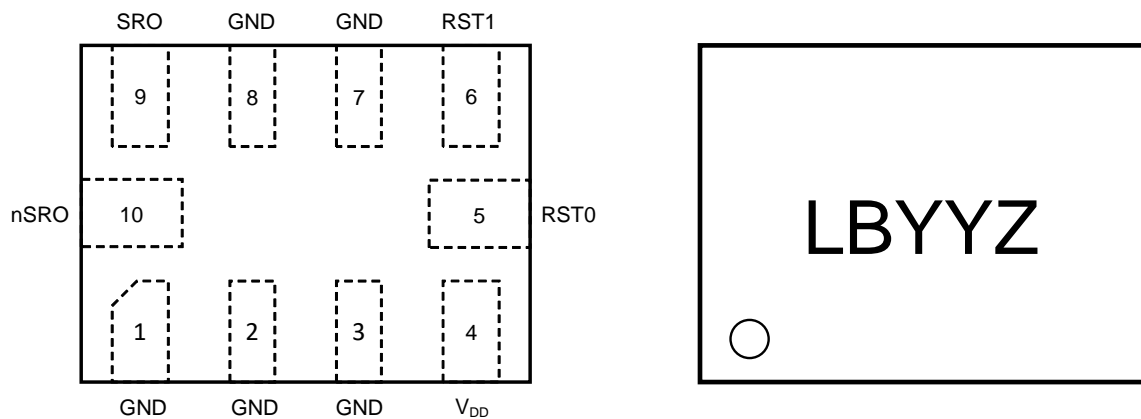 SRO GND GND RST1
9 8 7 6
nSRO 10 5 RST0
LBYYZ
1 2 3 4
GND GND GND VDD